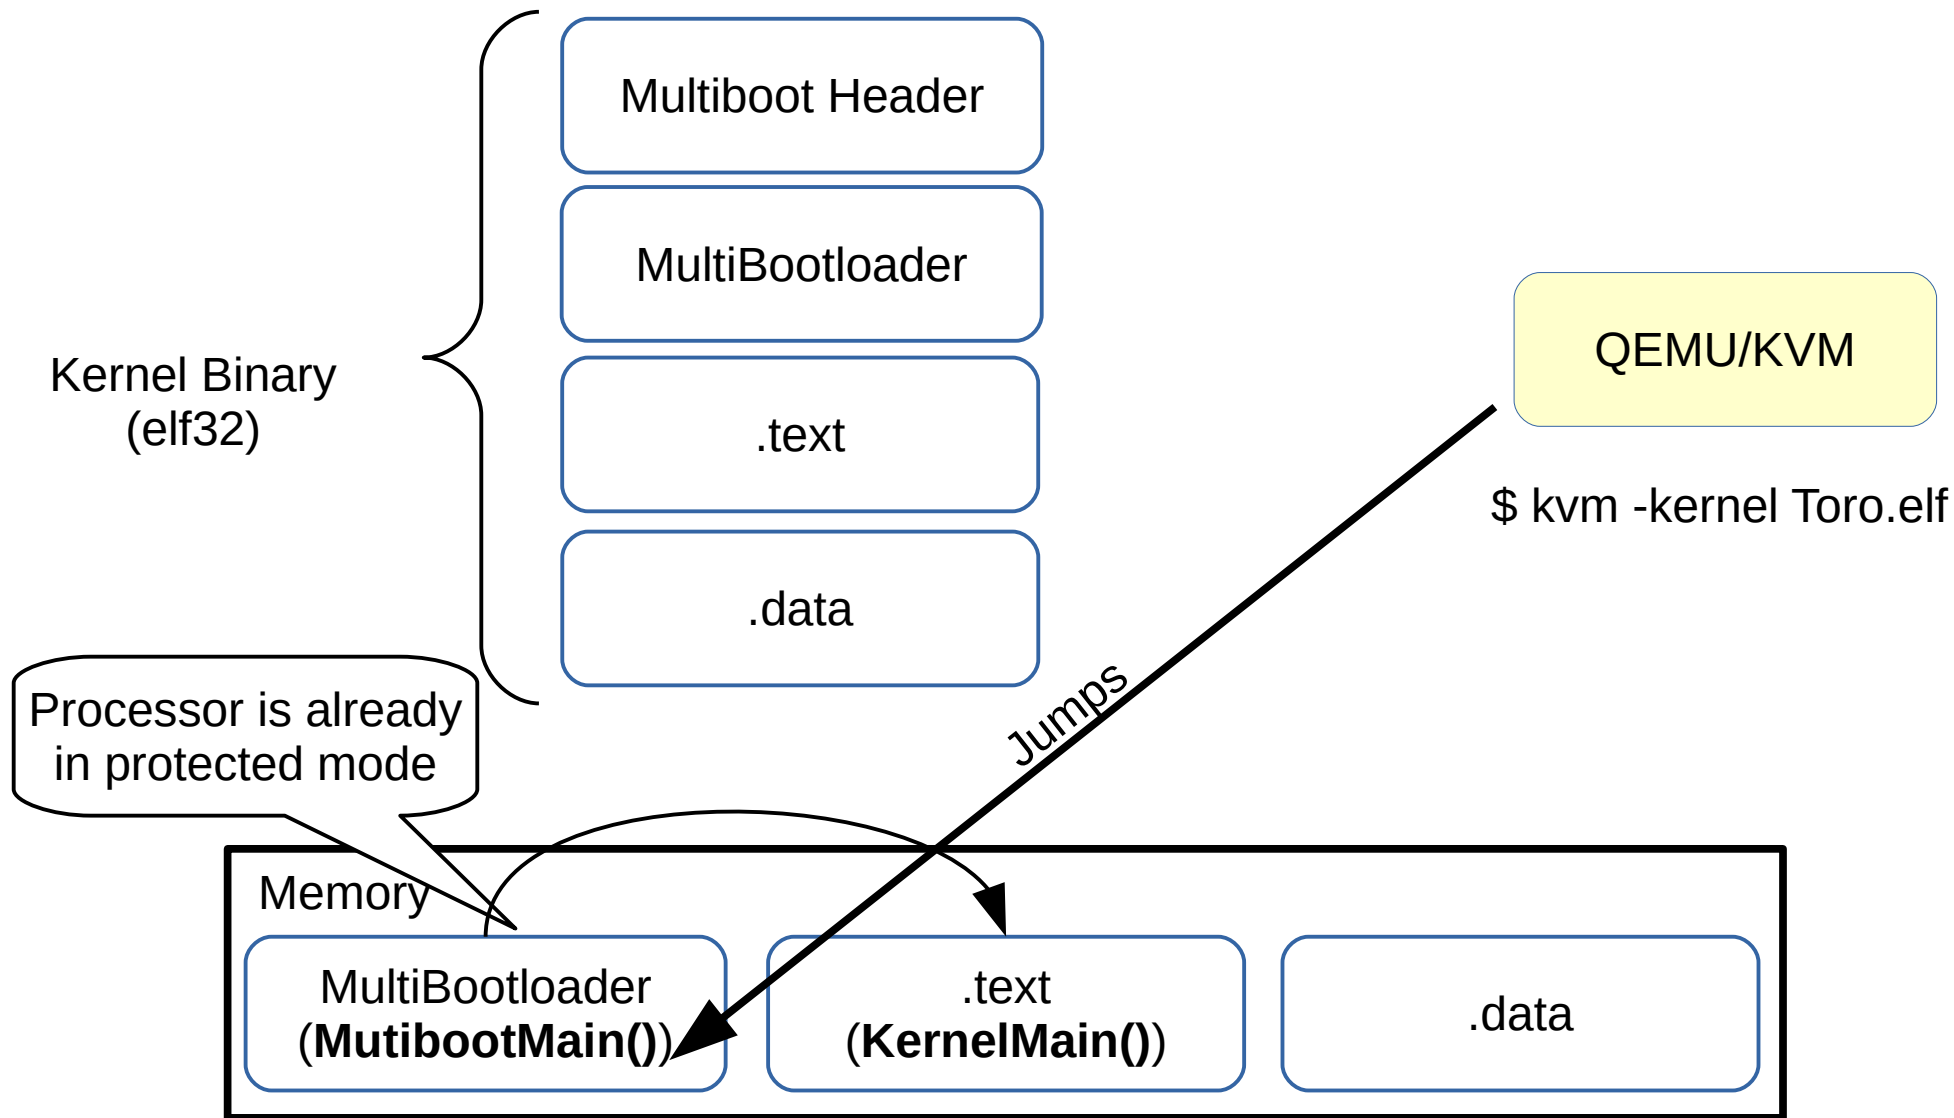 Multiboot Header
MultiBootloader
Kernel Binary
(elf32)
.text
.data
QEMU/KVM
$ kvm -kernel Toro.elf
Jumps
Processor is already
in protected mode
Memory
MultiBootloader
(MutibootMain())
.text
(KernelMain())
.data